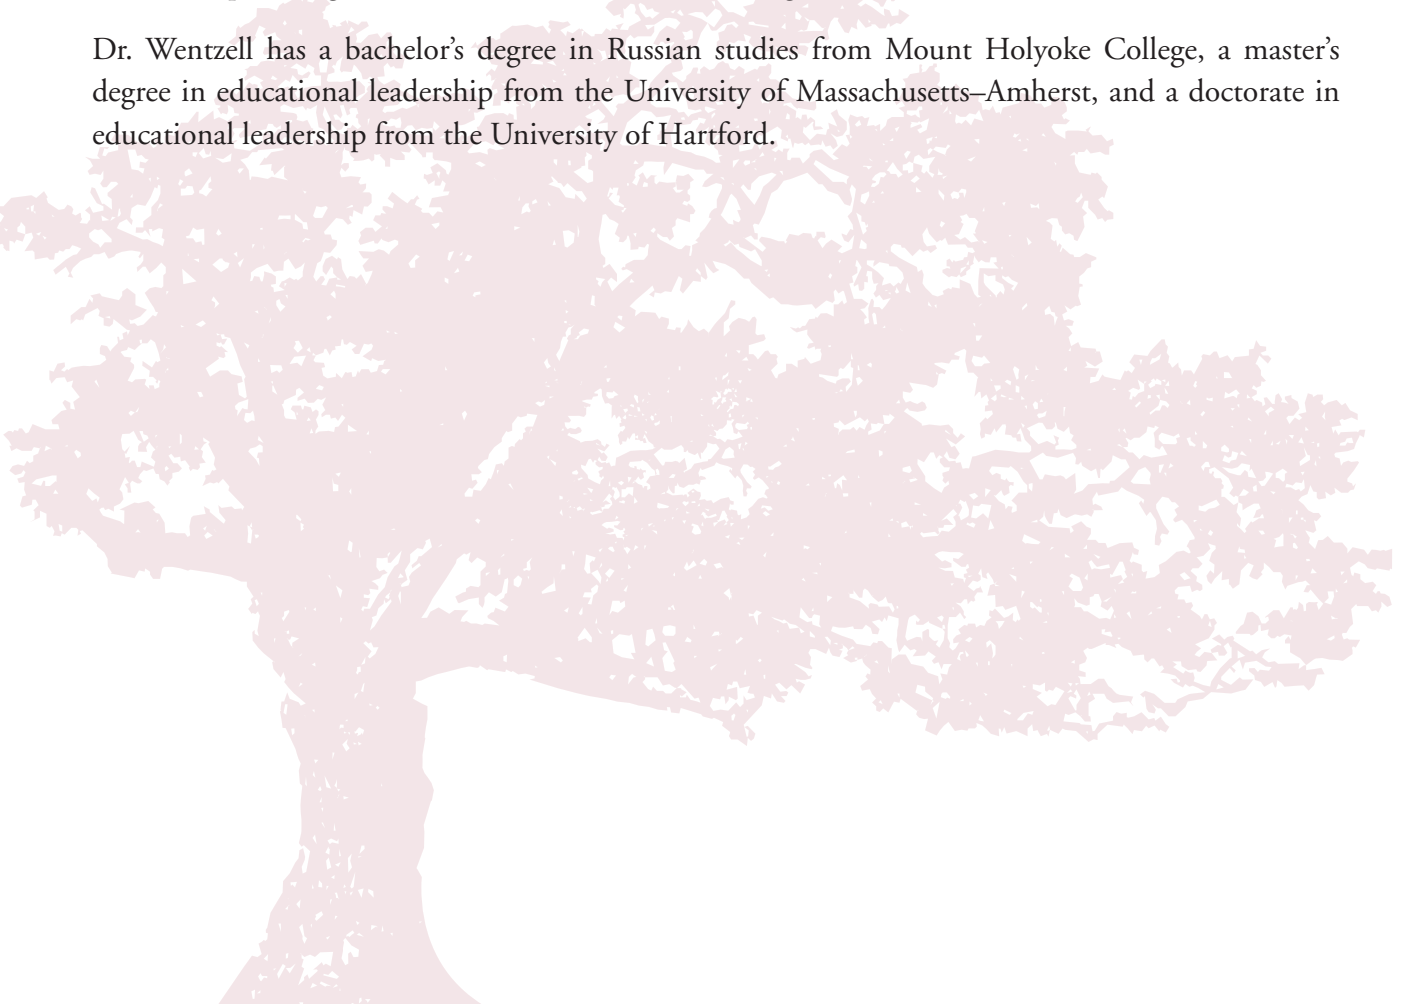 Dr. Wentzell has a bachelor’s degree in Russian studies from Mount Holyoke College, a master’s
degree in educational leadership from the University of Massachusetts–Amherst, and a doctorate in
educational leadership from the University of Hartford.